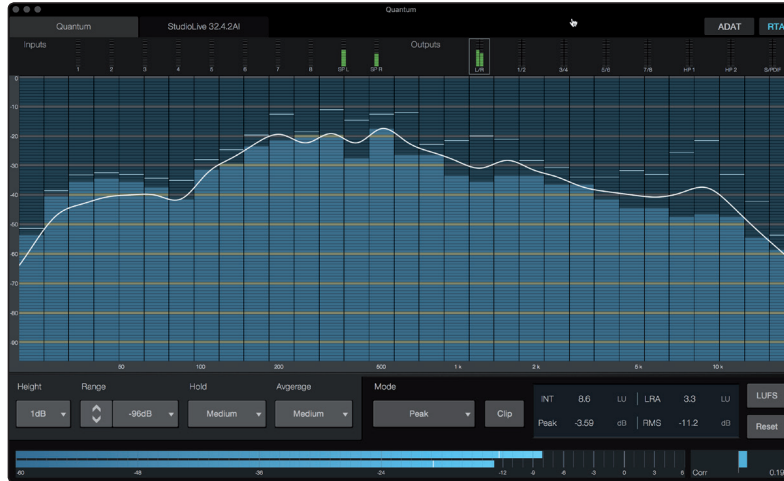 Quantum
Quantum StudioLive 32.4.2AI ADAT RTA
Inputs Outputs
1 2 3 4 5 6 7 8 SP L SP R L/R 1/2 3/4 5/6 7/8 HP 1 HP 2 S/PDIF
0
-10
-20
-30
-40
-50
-60
-70
-80
-90
50 100 200 500 1 k 2 k 5 k 10 k
Height Range Hold Avgerage Mode
1dB -96dB Medium Medium Peak Clip
INT 8.6 LU LRA 3.3 LU LUFS
Peak -3.59 dB RMS -11.2 dB Reset
-60 -48 -36 -24 -12 -9 -6 -3 0 3 6 Corr 0.19